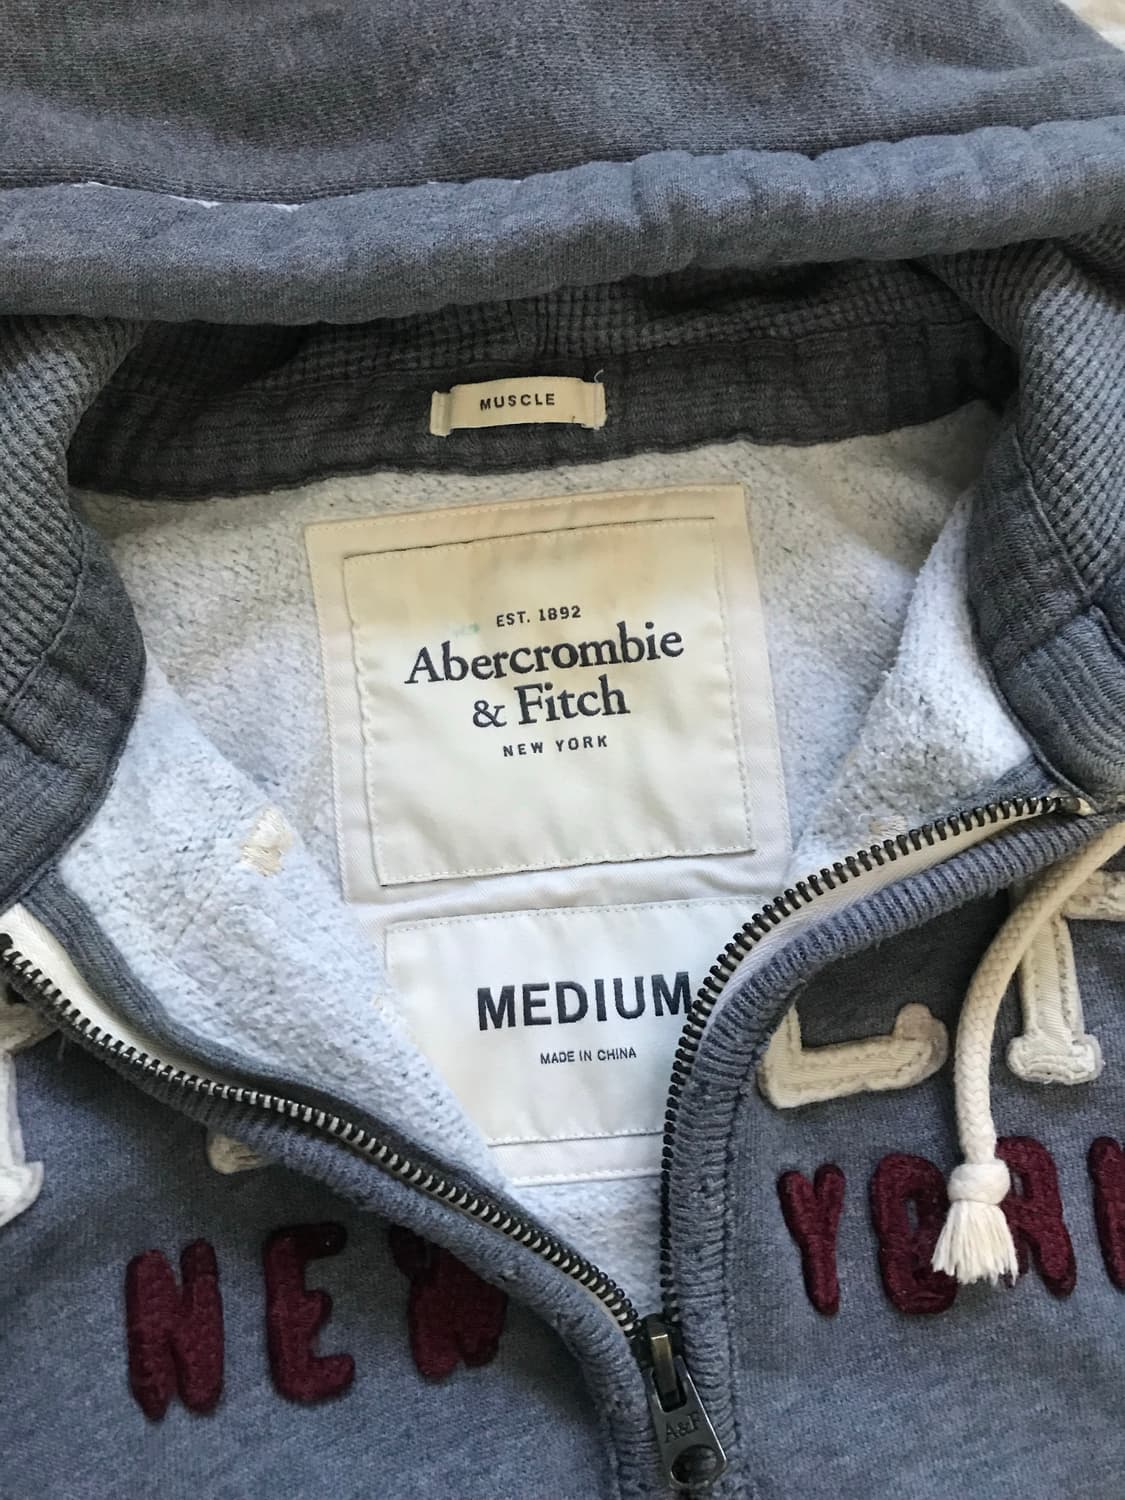 MUSCLE
EST. 1892
Abercrombie
& Fitch
NEW YORK
MEDIUM
MADE IN CHINA
NEW YORK
A&F